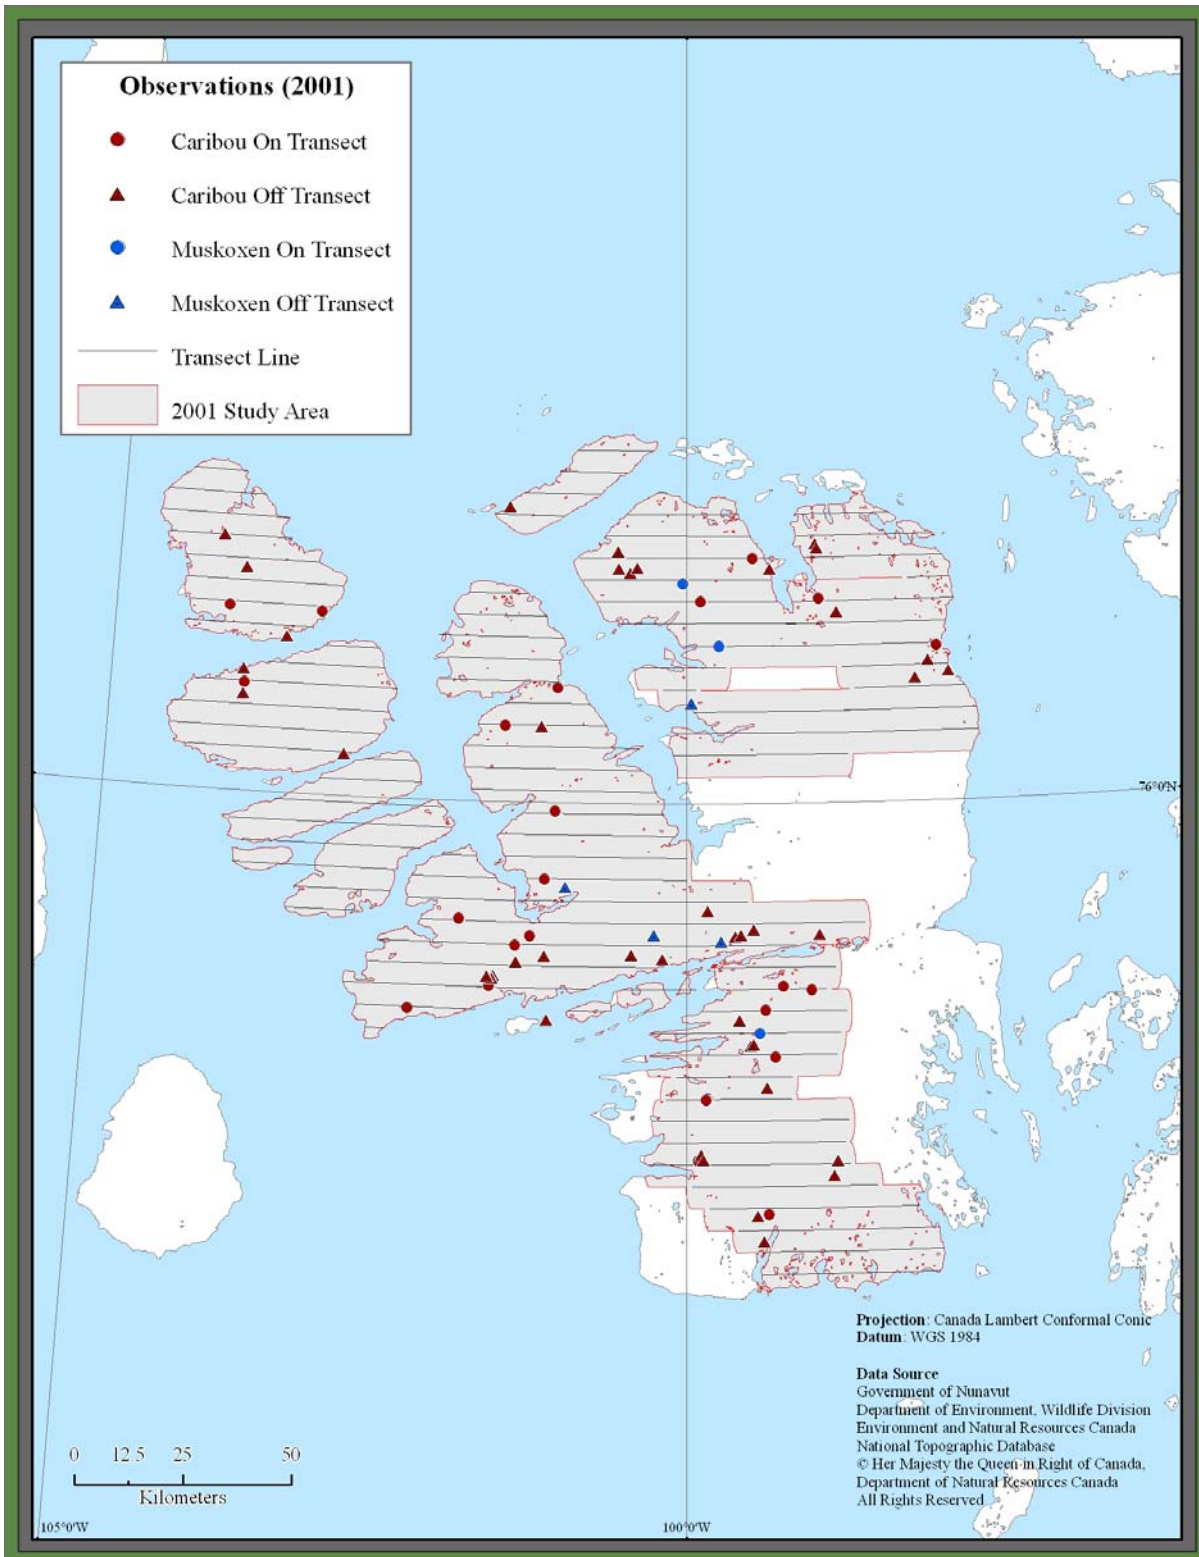 Observations (2001)
Caribou On Transect
Caribou Off Transect
Muskoxen On Transect
Muskoxen Off Transect
Transect Line
2001 Study Area
76°0'N
Projection: Canada Lambert Conformal Conic
Datum: WGS 1984
Data Source
Government of Nunavut
Department of Environment, Wildlife Division
Environment and Natural Resources Canada
National Topographic Database
© Her Majesty the Queen in Right of Canada,
Department of Natural Resources Canada
All Rights Reserved
0 12.5 25 50
Kilometers
105°0'W
100°0'W